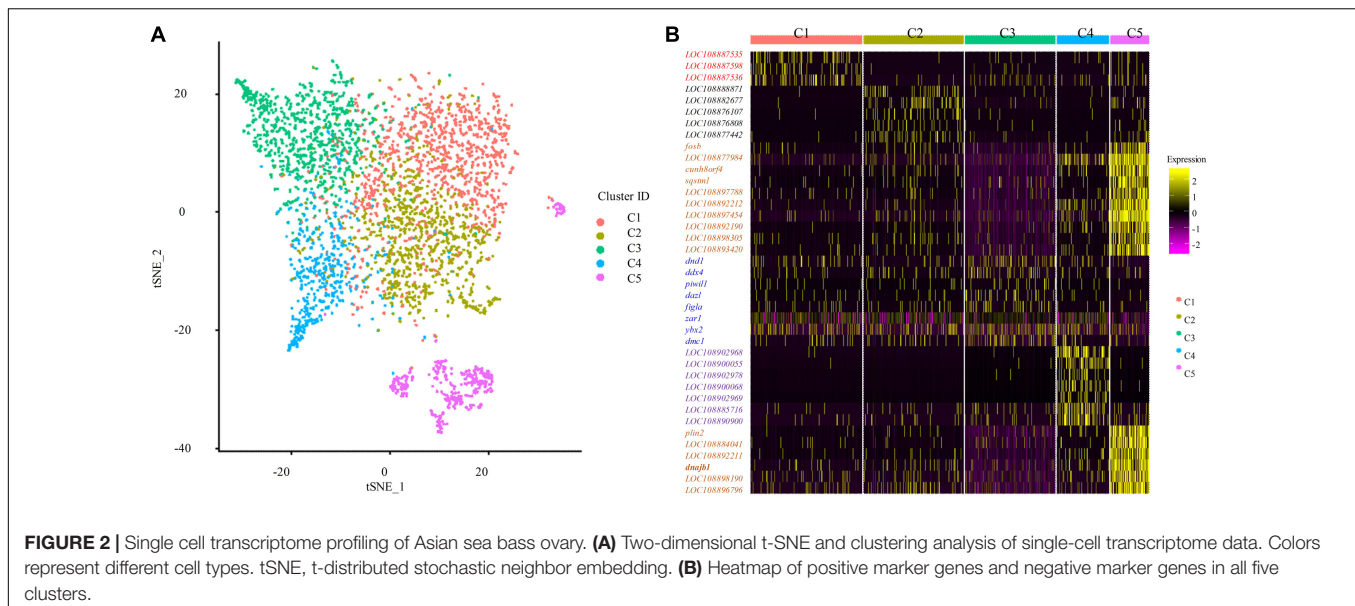 A
20
0
-20
-40
tSNE_2
-20
0
20
tSNE_1
Cluster ID
C1
C2
C3
C4
C5
B
C1 C2 C3 C4 C5
LOC108887535
LOC108887598
LOC108887536
LOC108888871
LOC108882677
LOC108876107
LOC108876808
LOC108877442
fosb
LOC108877984
cunh8orf4
sqstm1
LOC108897788
LOC108892212
LOC108897454
LOC108892190
LOC108898305
LOC108893420
dnd1
ddx4
piwil1
dazl
figla
zar1
ybx2
dmc1
LOC108902968
LOC108900055
LOC108902978
LOC108900068
LOC108902969
LOC108885716
LOC108890900
plin2
LOC108884041
LOC108892211
dnajb1
LOC108898190
LOC108896796
Expression
2
1
0
-1
-2
C1
C2
C3
C4
C5
FIGURE 2 | Single cell transcriptome profiling of Asian sea bass ovary. (A) Two-dimensional t-SNE and clustering analysis of single-cell transcriptome data. Colors
represent different cell types. tSNE, t-distributed stochastic neighbor embedding. (B) Heatmap of positive marker genes and negative marker genes in all five
clusters.